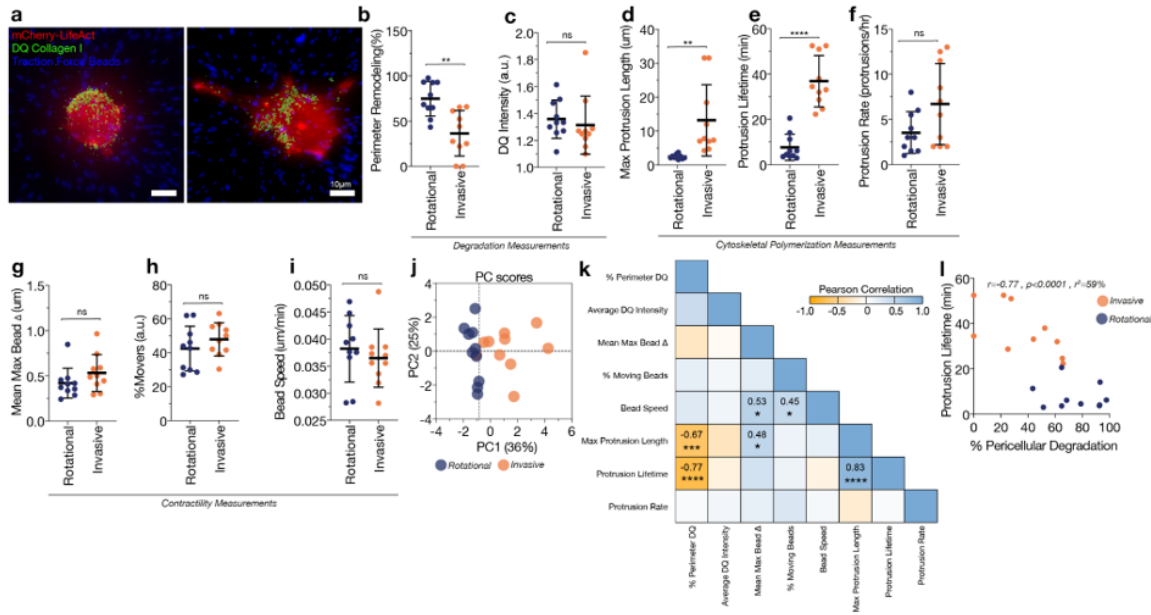 a
mCherry-LifeAct
DQ Collagen I
Traction Force Beads
10μm
b
Perimeter Remodeling(%)
100
75
50
25
0
**
Rotational
Invasive
c
DQ Intensity (a.u.)
2.0
1.8
1.6
1.4
1.2
1.0
ns
Rotational
Invasive
Degradation Measurements
d
Max Protrusion Length (um)
40
30
20
10
0
**
Rotational
Invasive
e
Protrusion Lifetime (min)
60
40
20
0
****
Rotational
Invasive
f
Protrusion Rate (protrusions/hr)
15
10
5
0
ns
Rotational
Invasive
Cytoskeletal Polymerization Measurements
g
Mean Max Bead Δ (um)
1.5
1.0
0.5
0.0
ns
Rotational
Invasive
h
%Movers (a.u.)
80
60
40
20
0
ns
Rotational
Invasive
i
Bead Speed (um/min)
0.050
0.045
0.040
0.035
0.030
0.025
ns
Rotational
Invasive
Contractility Measurements
j
PC scores
PC2 (25%)
4
2
0
-2
-4
-4 -2 0 2 4 6
PC1 (36%)
Rotational Invasive
k
Pearson Correlation
-1.0 -0.5 0 0.5 1.0
% Perimeter DQ
Average DQ Intensity
Mean Max Bead Δ
% Moving Beads
Bead Speed
0.53 0.45
* *
Max Protrusion Length
-0.67 0.48
*** *
Protrusion Lifetime
-0.77 0.83
**** ****
Protrusion Rate
% Perimeter DQ
Average DQ Intensity
Mean Max Bead Δ
% Moving Beads
Bead Speed
Max Protrusion Length
Protrusion Lifetime
Protrusion Rate
l
r=-0.77 , p<0.0001 , r²=59%
Invasive
Rotational
Protrusion Lifetime (min)
60
40
20
0
0 20 40 60 80 100
% Pericellular Degradation